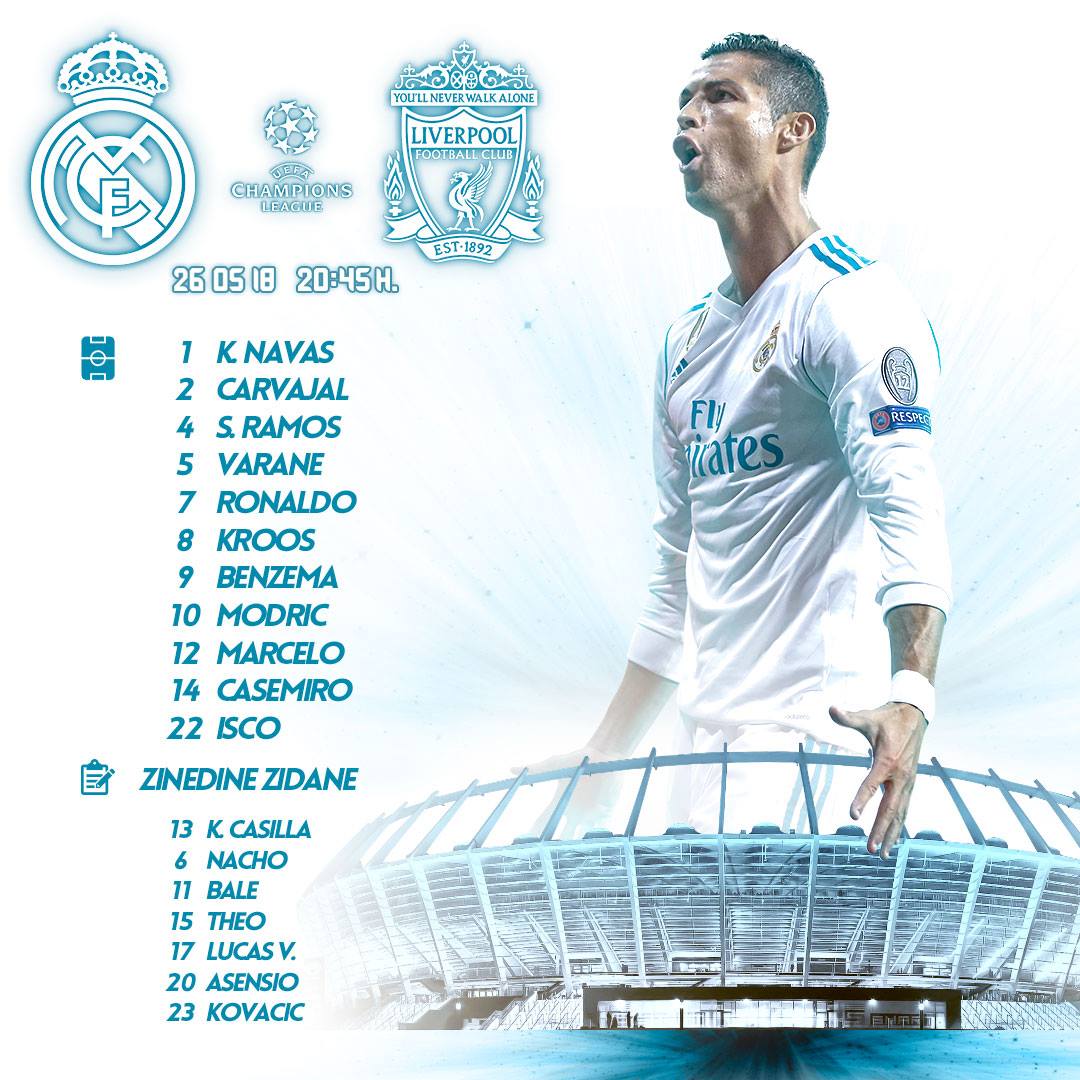 YOU'LL NEVER WALK ALONE
LIVERPOOL
FOOTBALL CLUB
EST·1892
UEFA
CHAMPIONS
LEAGUE
26 05 18 20:45 H.
1 K. NAVAS
2 CARVAJAL
4 S. RAMOS
5 VARANE
7 RONALDO
8 KROOS
9 BENZEMA
10 MODRIC
12 MARCELO
14 CASEMIRO
22 ISCO
ZINEDINE ZIDANE
13 K. CASILLA
6 NACHO
11 BALE
15 THEO
17 LUCAS V.
20 ASENSIO
23 KOVACIC
Fly
Emirates
12
RESPECT